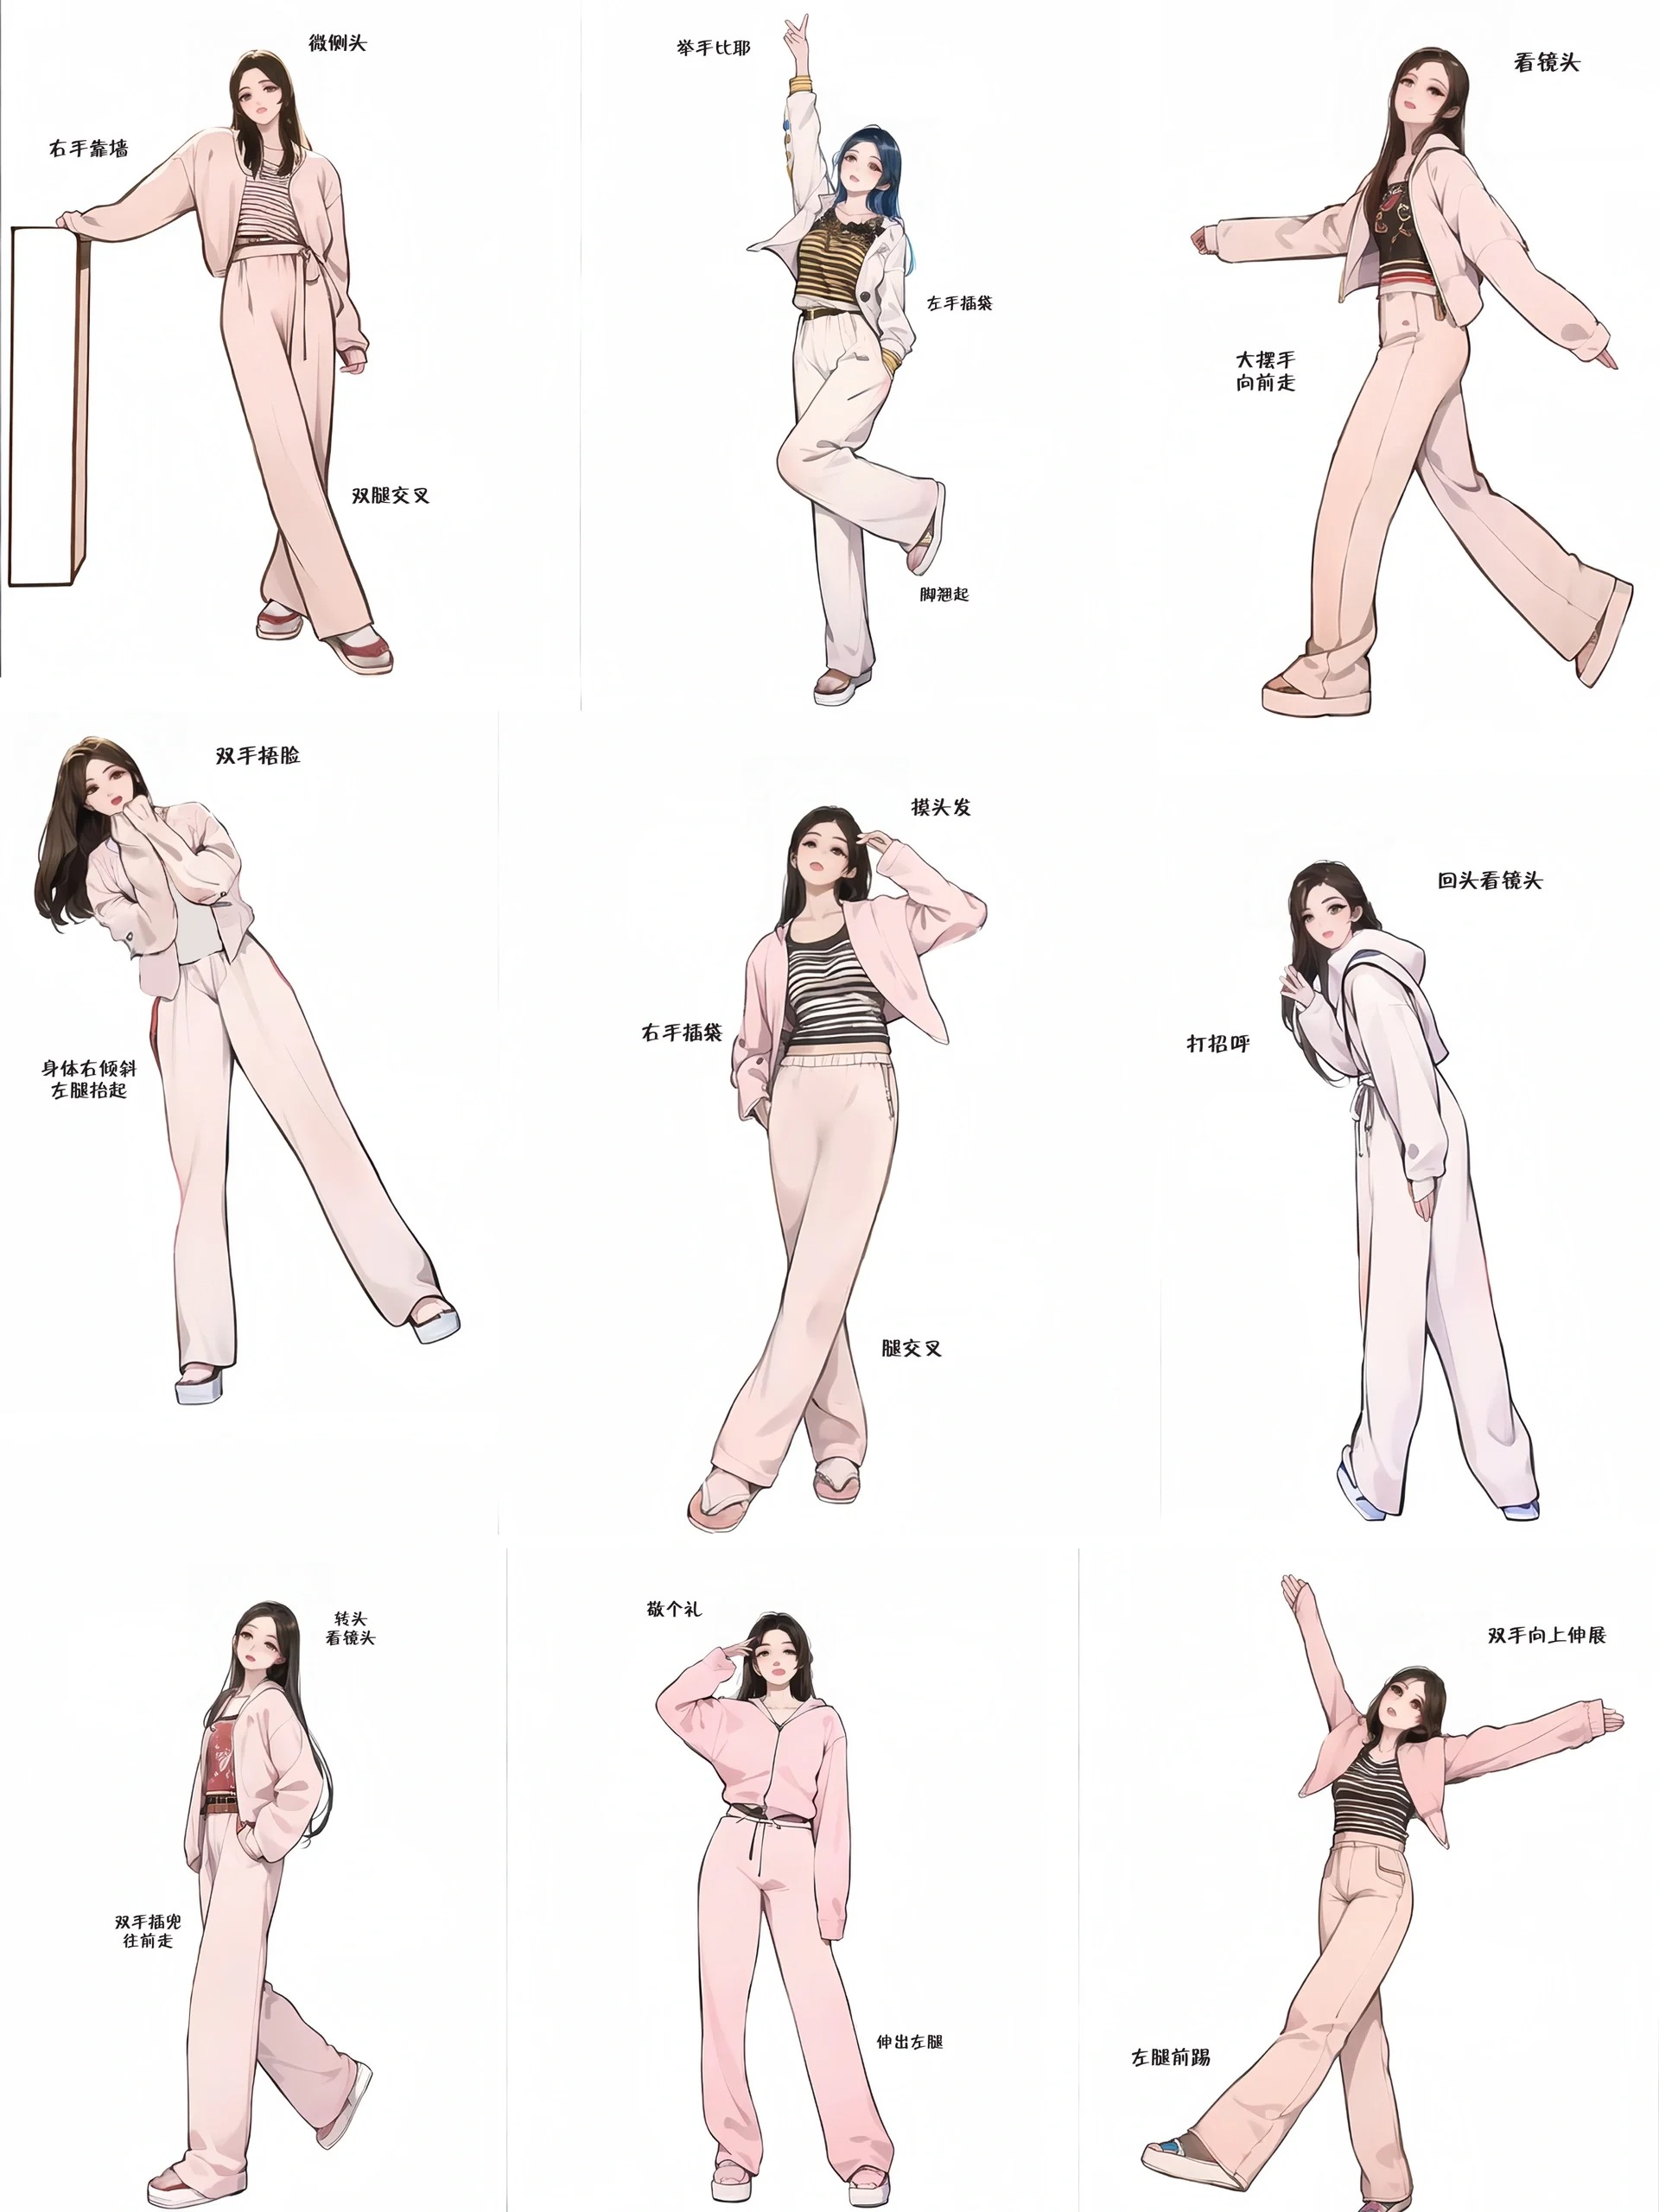 微侧头
右手靠墙
双腿交叉
举手比耶
左手插袋
脚翘起
看镜头
大摆手
向前走
双手捂脸
身体右倾斜
左腿抬起
摸头发
右手插袋
腿交叉
回头看镜头
打招呼
转头
看镜头
双手插兜
往前走
敬个礼
伸出左腿
双手向上伸展
左腿前踢